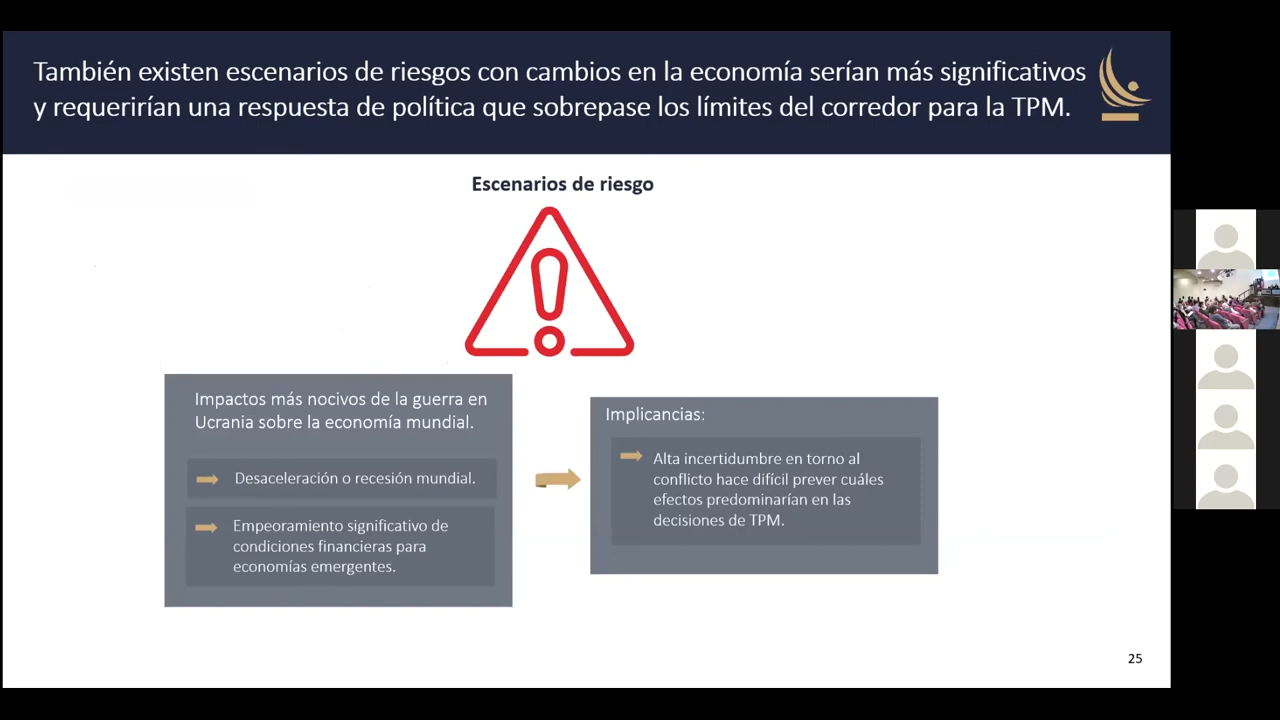 También existen escenarios de riesgos con cambios en la economía serían más significativos
y requerirían una respuesta de política que sobrepase los límites del corredor para la TPM.
Escenarios de riesgo
Impactos más nocivos de la guerra en
Ucrania sobre la economía mundial.
Desaceleración o recesión mundial.
Empeoramiento significativo de
condiciones financieras para
economías emergentes.
Implicancias:
Alta incertidumbre en torno al
conflicto hace difícil prever cuáles
efectos predominarían en las
decisiones de TPM.
25